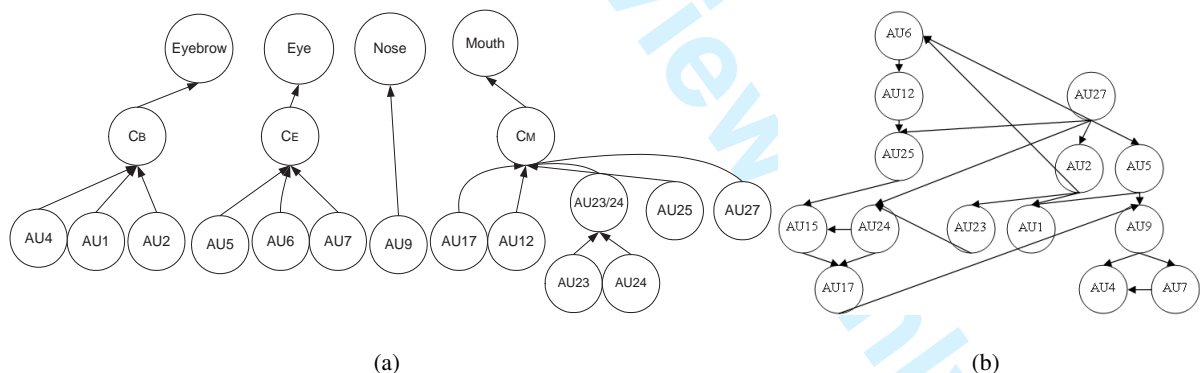 Eyebrow Eye Nose Mouth
CB CE CM
AU4 AU1 AU2 AU5 AU6 AU7 AU9 AU17 AU12 AU23/24 AU25 AU27
AU23 AU24
(a)
AU6
AU12 AU27
AU25 AU2 AU5
AU15 AU24 AU23 AU1 AU9
AU17 AU4 AU7
(b)
view